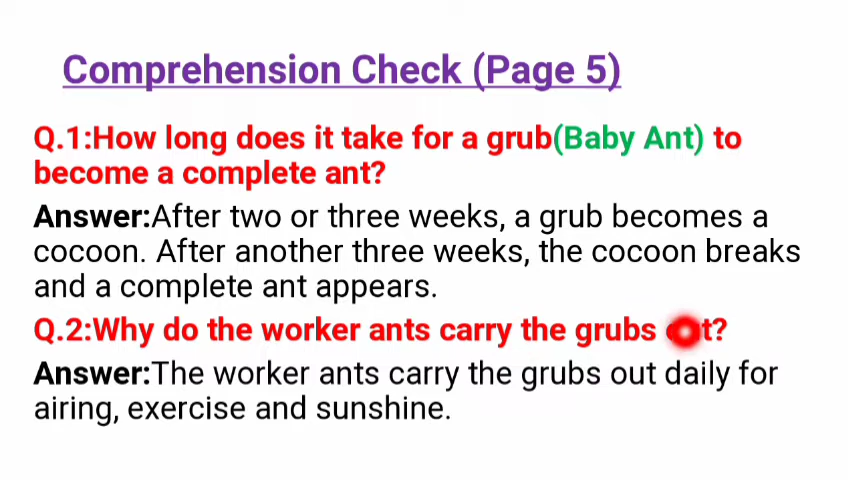 Comprehension Check (Page 5)
Q.1:How long does it take for a grub(Baby Ant) to
become a complete ant?
Answer:After two or three weeks, a grub becomes a
cocoon. After another three weeks, the cocoon breaks
and a complete ant appears.
Q.2:Why do the worker ants carry the grubs out?
Answer:The worker ants carry the grubs out daily for
airing, exercise and sunshine.